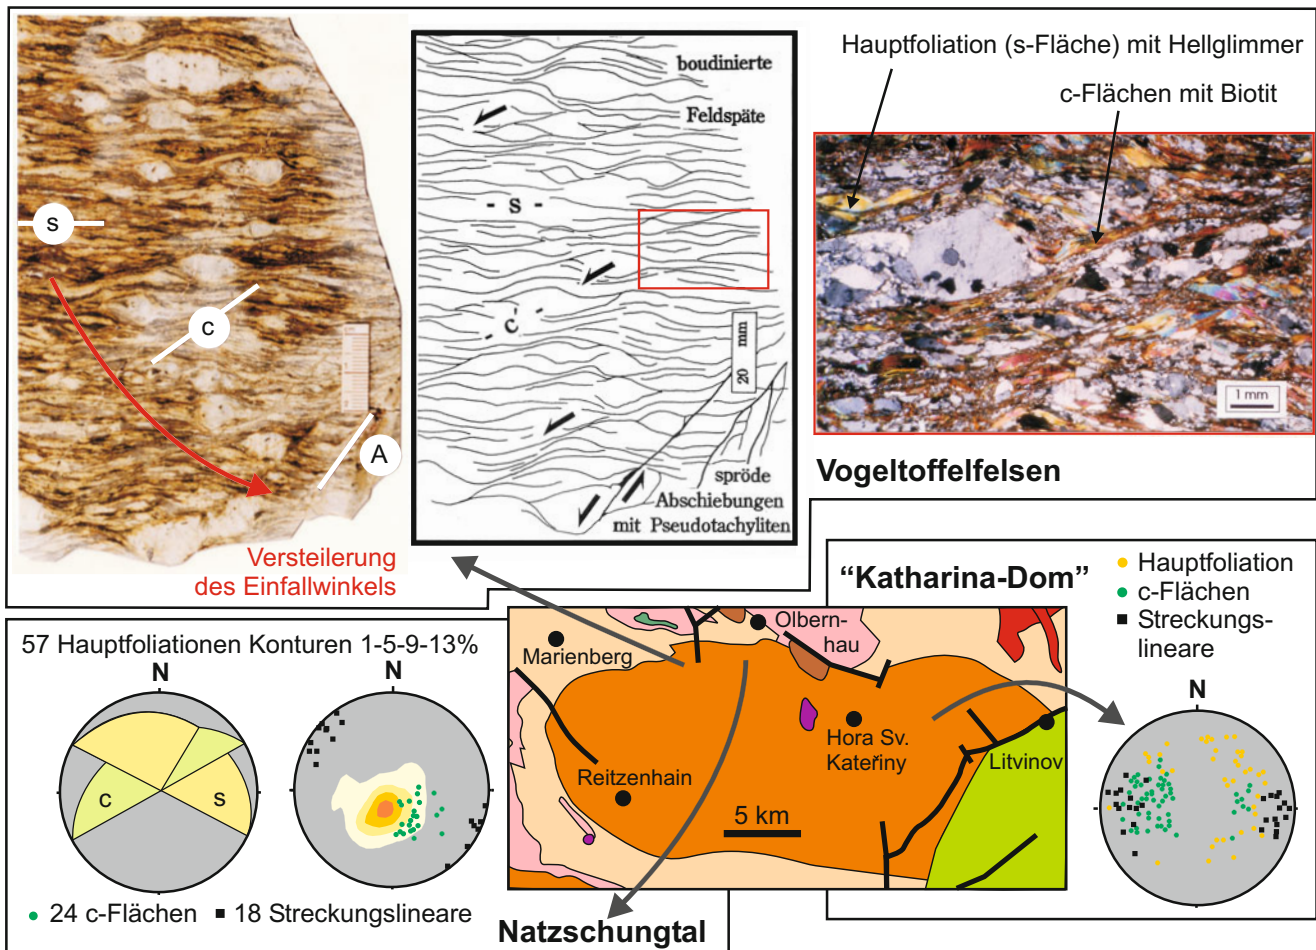 Hauptfoliation (s-Fläche) mit Hellglimmer
c-Flächen mit Biotit
boudinierte
Feldspäte
s
c
A
- s -
- c' -
20 mm
spröde
Abschiebungen
mit Pseudotachyliten
1 mm
Vogeltoffelfelsen
Versteilerung
des Einfallwinkels
“Katharina-Dom”
Hauptfoliation
c-Flächen
Streckungs-
lineare
N
57 Hauptfoliationen Konturen 1-5-9-13%
N
N
c
s
24 c-Flächen
18 Streckungslineare
Marienberg
Olbern-
hau
Reitzenhain
Hora Sv.
Kateřiny
Litvinov
5 km
Natzschungtal